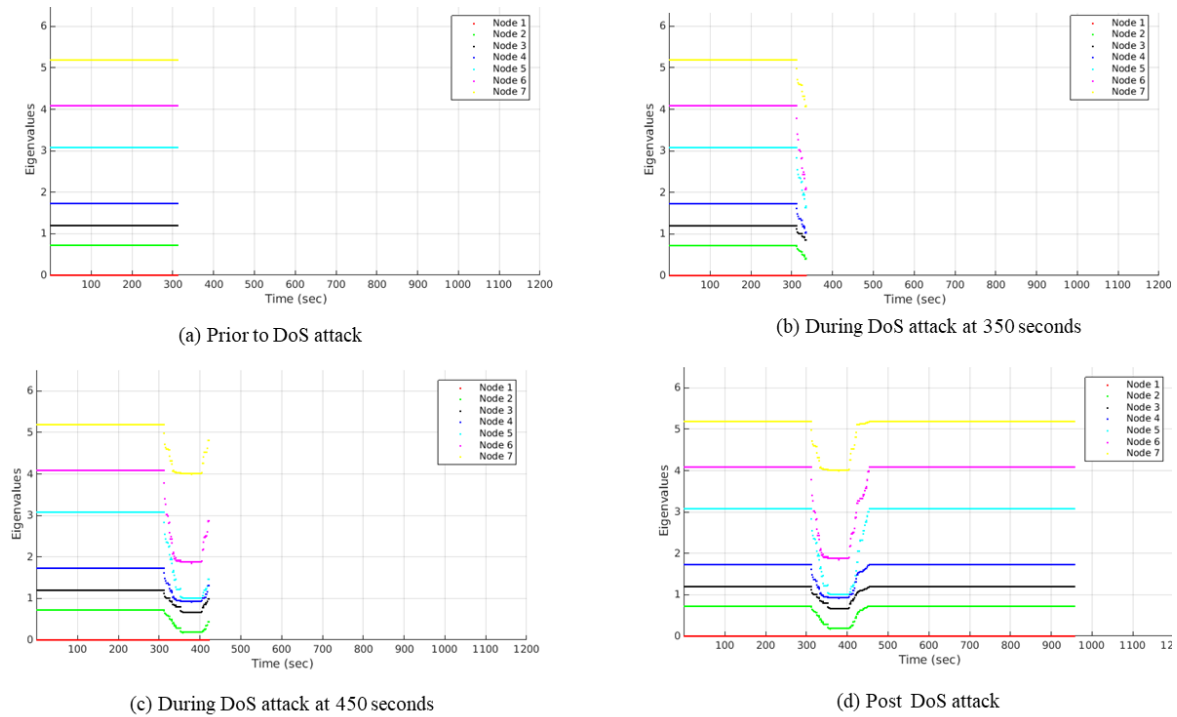 6
5
4
3
2
1
0
Eigenvalues
100 200 300 400 500 600 700 800 900 1000 1100 1200
Time (sec)
Node 1
Node 2
Node 3
Node 4
Node 5
Node 6
Node 7
(a) Prior to DoS attack
6
5
4
3
2
1
0
Eigenvalues
100 200 300 400 500 600 700 800 900 1000 1100 1200
Time (sec)
Node 1
Node 2
Node 3
Node 4
Node 5
Node 6
Node 7
(b) During DoS attack at 350 seconds
6
5
4
3
2
1
0
Eigenvalues
100 200 300 400 500 600 700 800 900 1000 1100 1200
Time (sec)
Node 1
Node 2
Node 3
Node 4
Node 5
Node 6
Node 7
(c) During DoS attack at 450 seconds
6
5
4
3
2
1
0
Eigenvalues
100 200 300 400 500 600 700 800 900 1000 1100 120
Time (sec)
Node 1
Node 2
Node 3
Node 4
Node 5
Node 6
Node 7
(d) Post DoS attack